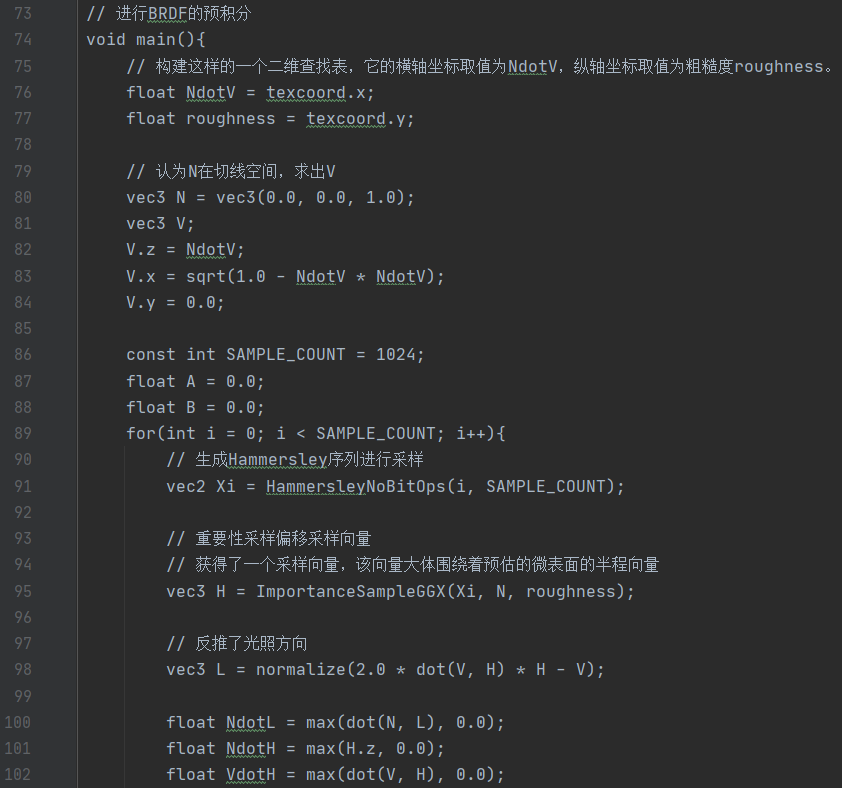 73 // 进行BRDF的预积分
74 void main(){
75 // 构建这样的一个二维查找表，它的横轴坐标取值为NdotV，纵轴坐标取值为粗糙度roughness。
76 float NdotV = texcoord.x;
77 float roughness = texcoord.y;
78
79 // 认为N在切线空间，求出V
80 vec3 N = vec3(0.0, 0.0, 1.0);
81 vec3 V;
82 V.z = NdotV;
83 V.x = sqrt(1.0 - NdotV * NdotV);
84 V.y = 0.0;
85
86 const int SAMPLE_COUNT = 1024;
87 float A = 0.0;
88 float B = 0.0;
89 for(int i = 0; i < SAMPLE_COUNT; i++){
90 // 生成Hammersley序列进行采样
91 vec2 Xi = HammersleyNoBitOps(i, SAMPLE_COUNT);
92
93 // 重要性采样偏移采样向量
94 // 获得了一个采样向量，该向量大体围绕着预估的微表面的半程向量
95 vec3 H = ImportanceSampleGGX(Xi, N, roughness);
96
97 // 反推了光照方向
98 vec3 L = normalize(2.0 * dot(V, H) * H - V);
99
100 float NdotL = max(dot(N, L), 0.0);
101 float NdotH = max(H.z, 0.0);
102 float VdotH = max(dot(V, H), 0.0);